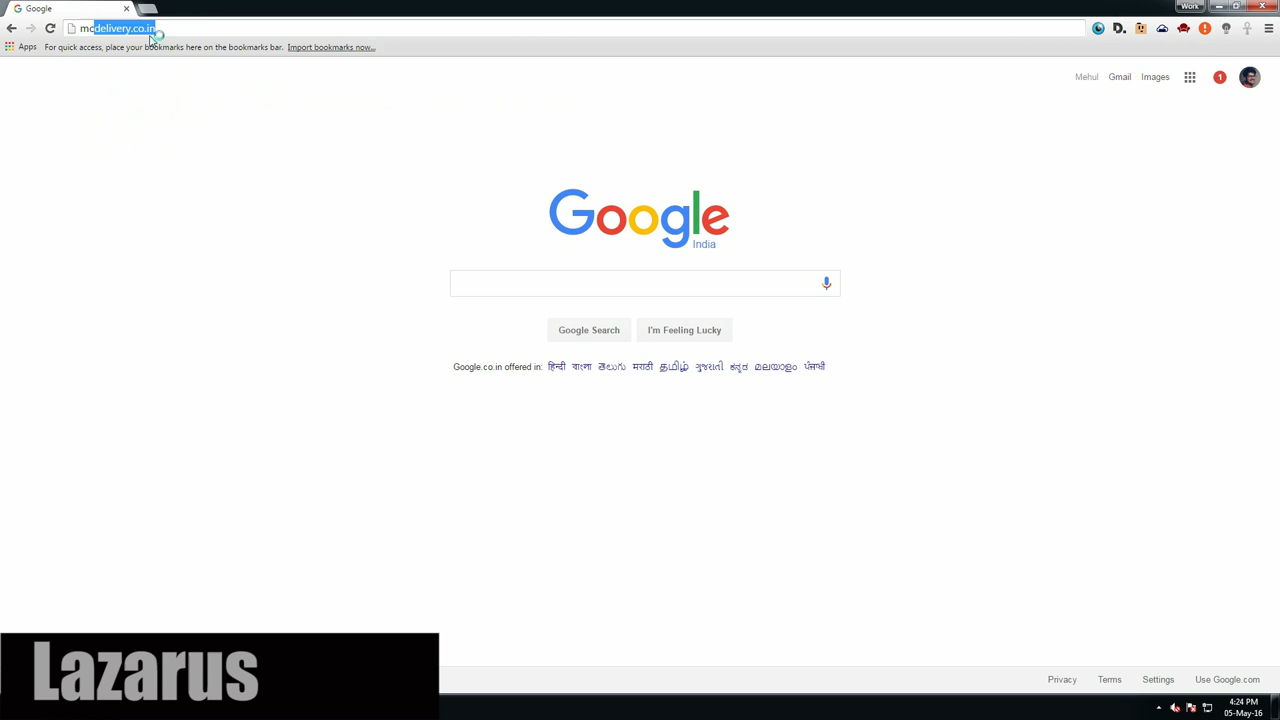 Google
Work
mcdelivery.co.in
Apps
For quick access, place your bookmarks here on the bookmarks bar.
Import bookmarks now...
Mehul
Gmail
Images
1
Google
India
Google Search
I'm Feeling Lucky
Google.co.in offered in: हिन्दी বাংলা తెలుగు मराठी தமிழ் ગુજરાતી ಕನ್ನಡ മലയാളം ਪੰਜਾਬੀ
Lazarus
Privacy
Terms
Settings
Use Google.com
4:24 PM
05-May-16